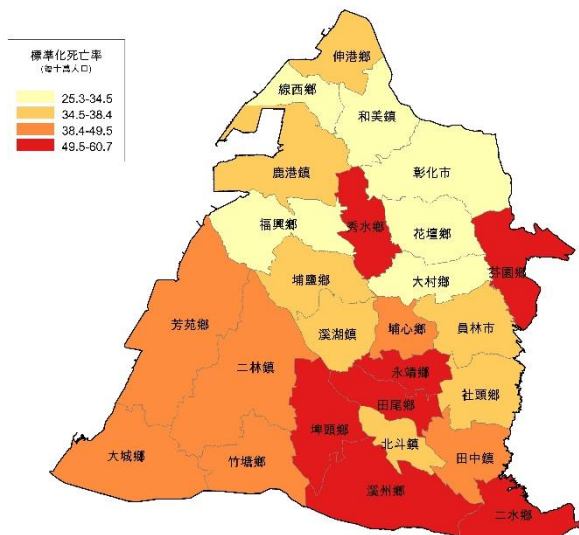 標準化死亡率
(每十萬人口)
25.3-34.5
34.5-38.4
38.4-49.5
49.5-60.7
伸港鄉
線西鄉
和美鎮
鹿港鎮
彰化市
福興鄉
秀水鄉
花壇鄉
芬園鄉
埔鹽鄉
大村鄉
芳苑鄉
溪湖鎮
埔心鄉
員林市
二林鎮
永靖鄉
社頭鄉
田尾鄉
埤頭鄉
北斗鎮
大城鄉
竹塘鄉
田中鎮
溪州鄉
二水鄉